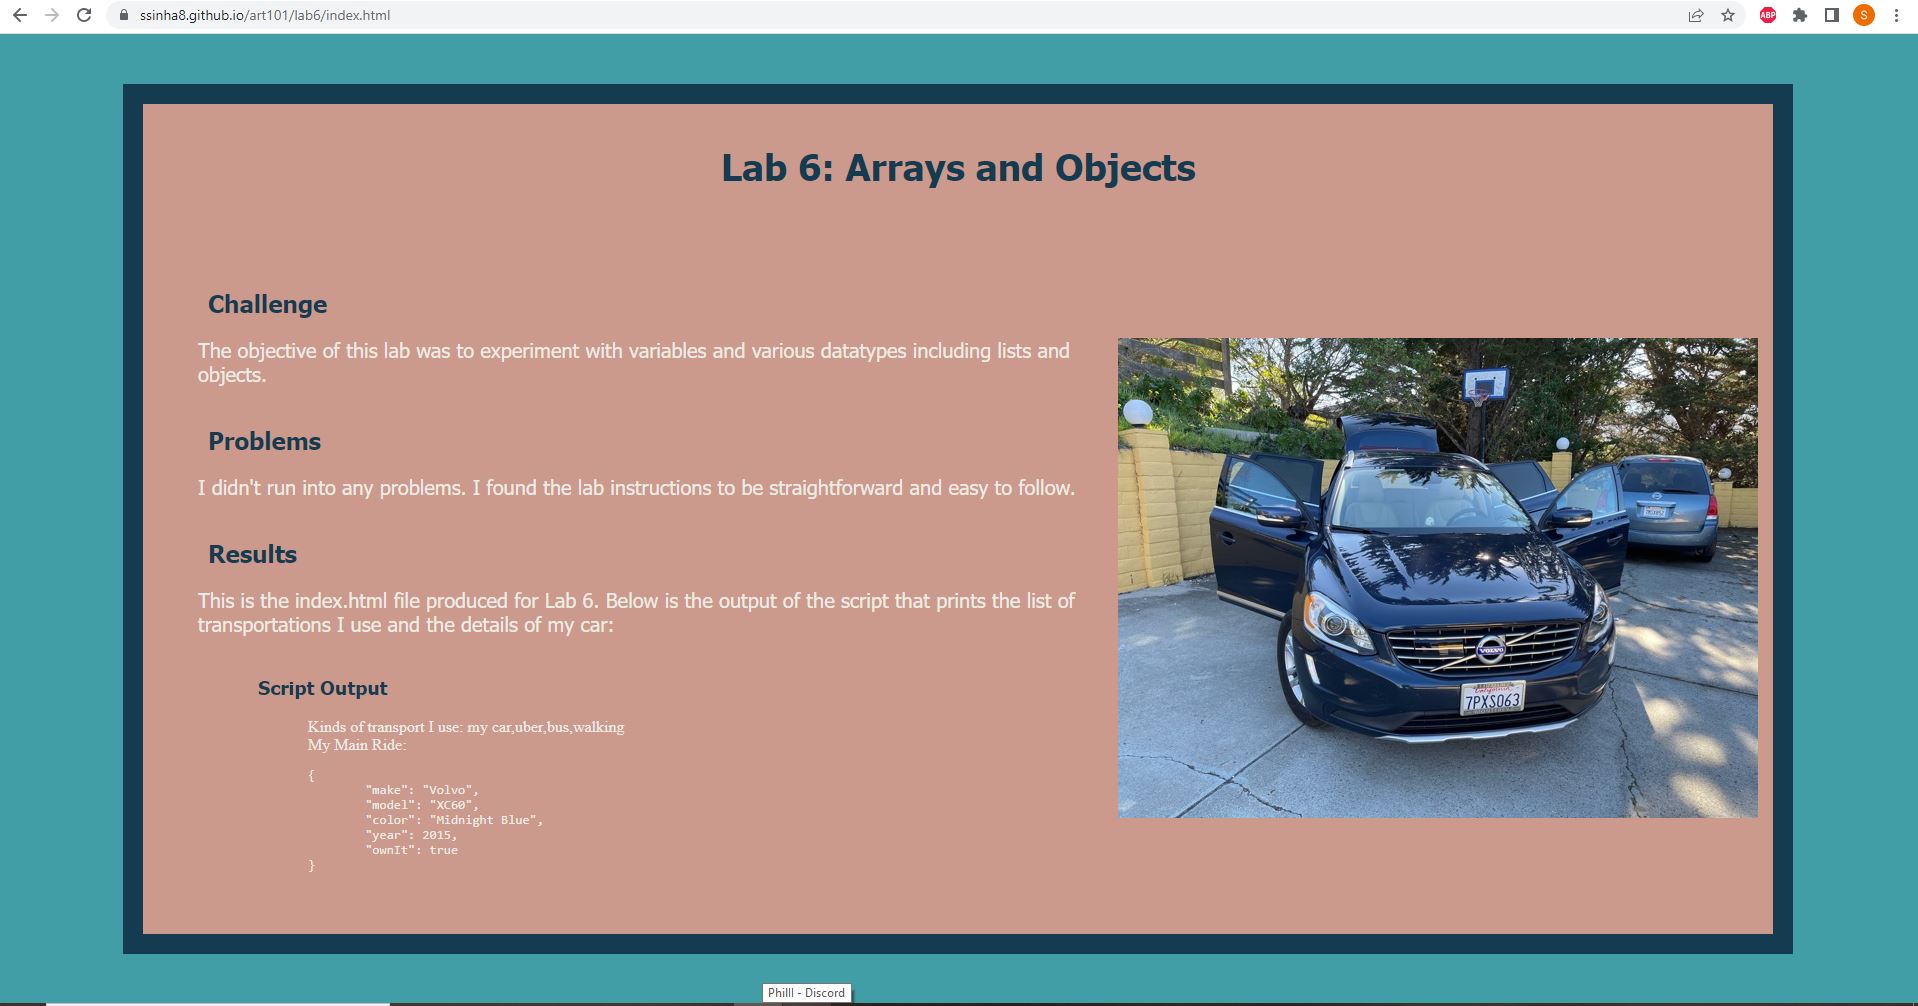 ssinha8.github.io/art101/lab6/index.html
ABP
S
Lab 6: Arrays and Objects
Challenge
The objective of this lab was to experiment with variables and various datatypes including lists and
objects.
Problems
I didn't run into any problems. I found the lab instructions to be straightforward and easy to follow.
Results
This is the index.html file produced for Lab 6. Below is the output of the script that prints the list of
transportations I use and the details of my car:
Script Output
Kinds of transport I use: my car,uber,bus,walking
My Main Ride:
{
"make": "Volvo",
"model": "XC60",
"color": "Midnight Blue",
"year": 2015,
"ownIt": true
}
VOLVO
California
7PXS063
Philll - Discord